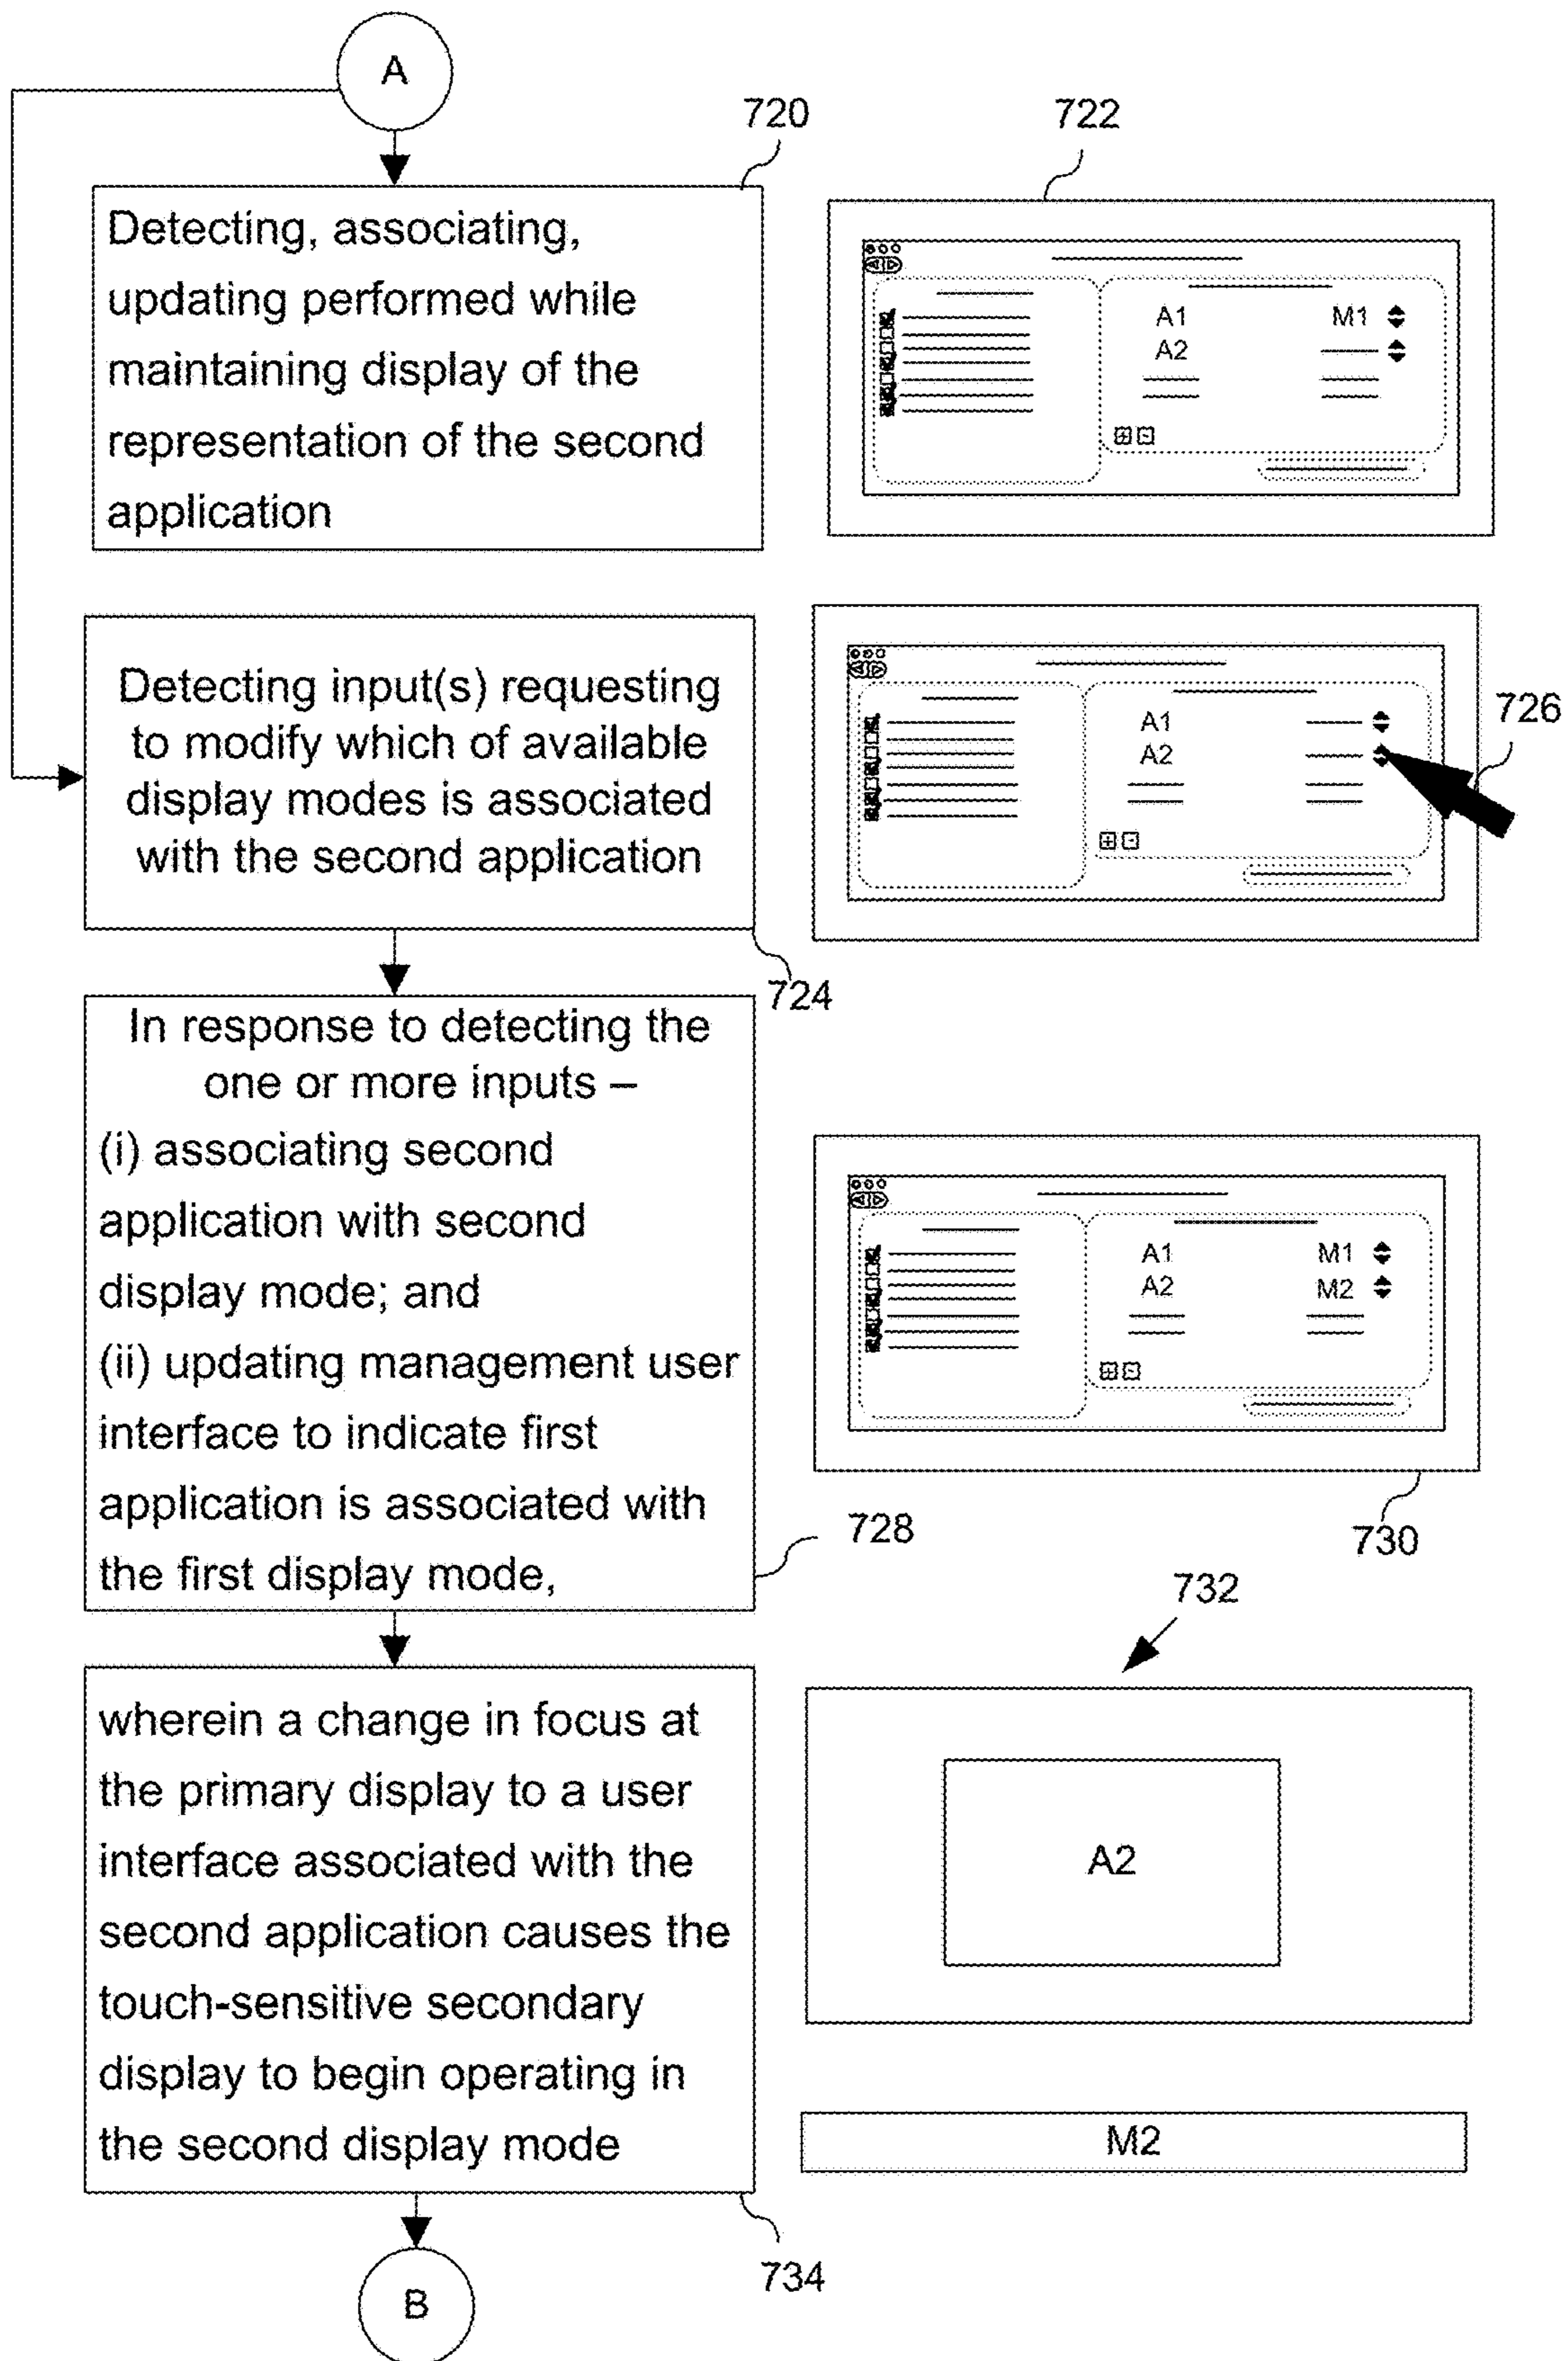 A
720
722
Detecting, associating,
updating performed while
maintaining display of the
representation of the second
application
A1 M1
A2
Detecting input(s) requesting
to modify which of available
display modes is associated
with the second application
A1
A2
726
724
In response to detecting the
one or more inputs –
(i) associating second
application with second
display mode; and
(ii) updating management user
interface to indicate first
application is associated with
the first display mode,
A1 M1
A2 M2
728
730
732
wherein a change in focus at
the primary display to a user
interface associated with the
second application causes the
touch-sensitive secondary
display to begin operating in
the second display mode
A2
M2
734
B